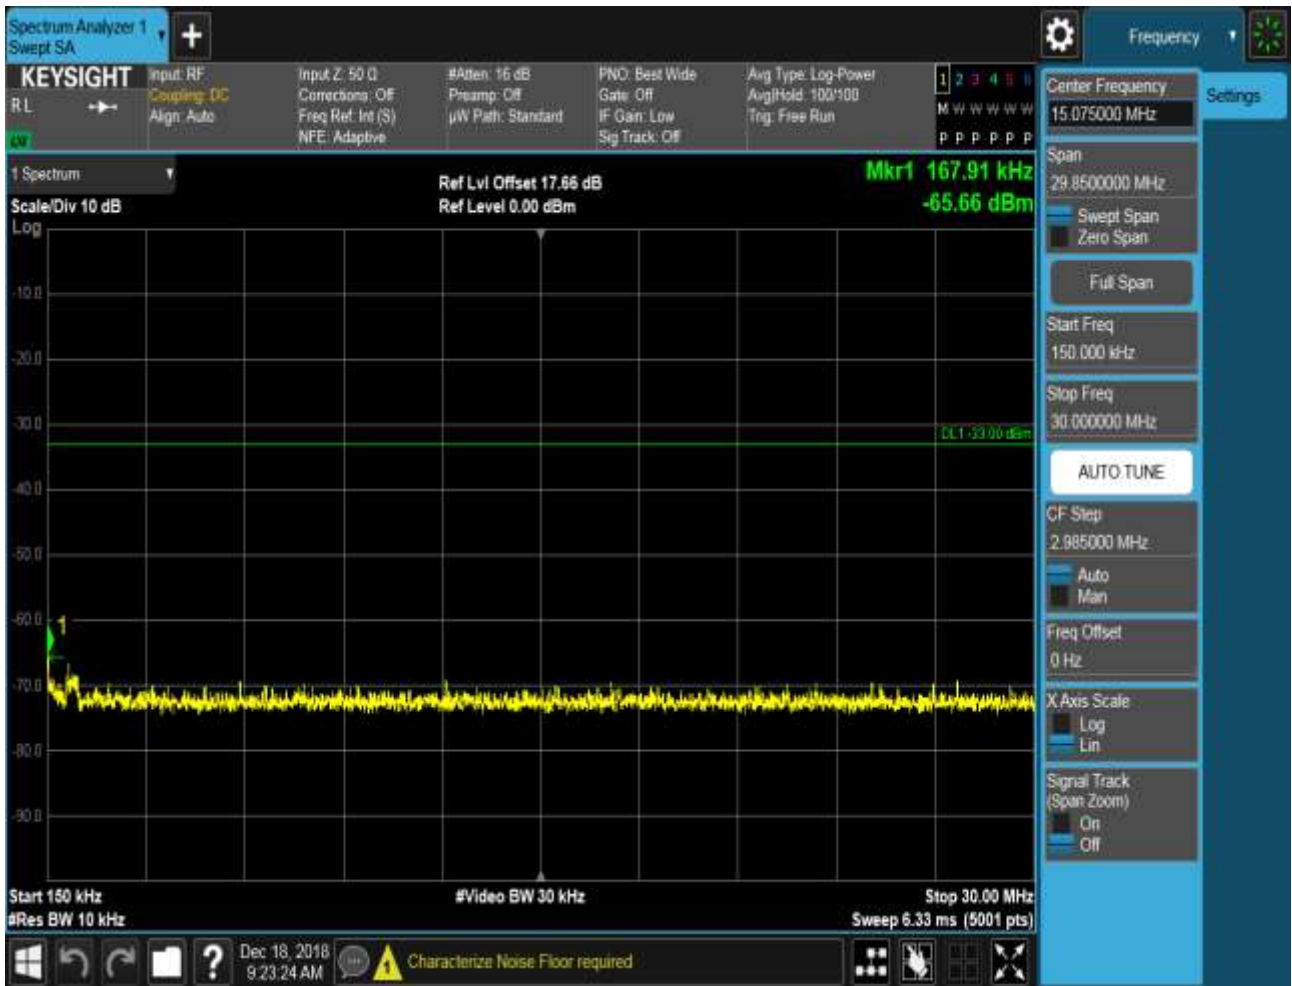 Spectrum Analyzer 1
Swept SA
Frequency
KEYSIGHT
RL
Input: RF
Coupling: DC
Align: Auto
Input Z: 50 Ω
Corrections: Off
Freq Ref: Int (S)
NFE: Adaptive
#Atten: 16 dB
Preamp: Off
µW Path: Standard
PNO: Best Wide
Gate: Off
IF Gain: Low
Sig Track: Off
Avg Type: Log-Power
Avg|Hold: 100/100
Trig: Free Run
1 2 3 4 5 6
M W W W W W
P P P P P P
1 Spectrum
Scale/Div 10 dB
Log
Ref Lvl Offset 17.66 dB
Ref Level 0.00 dBm
Mkr1 167.91 kHz
-65.66 dBm
-10.0
-20.0
-30.0
DL1 -33.00 dBm
-40.0
-50.0
-60.0
1
-70.0
-80.0
-90.0
Start 150 kHz
#Res BW 10 kHz
#Video BW 30 kHz
Stop 30.00 MHz
Sweep 6.33 ms (5001 pts)
Center Frequency
15.075000 MHz
Settings
Span
29.8500000 MHz
Swept Span
Zero Span
Full Span
Start Freq
150.000 kHz
Stop Freq
30.000000 MHz
AUTO TUNE
CF Step
2.985000 MHz
Auto
Man
Freq Offset
0 Hz
X Axis Scale
Log
Lin
Signal Track
(Span Zoom)
On
Off
?
Dec 18, 2018
9:23:24 AM
Characterize Noise Floor required